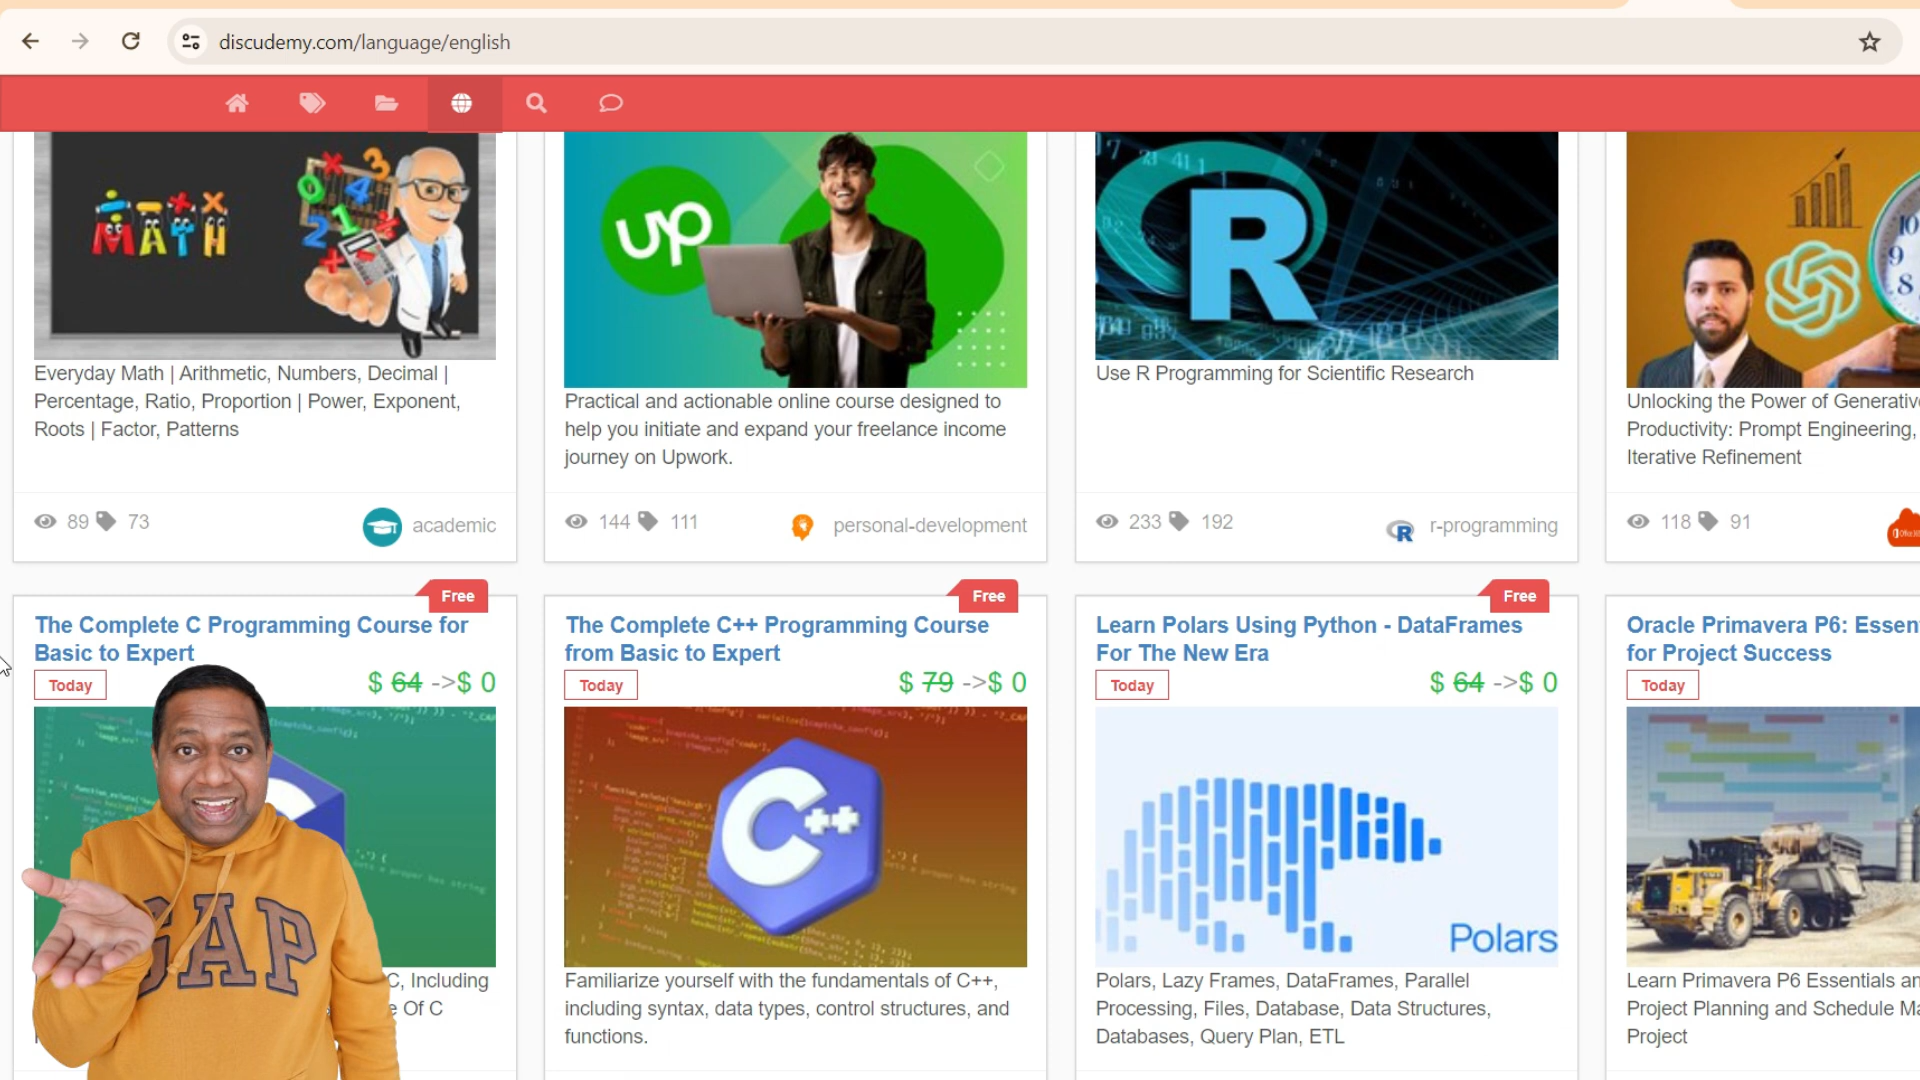 discudemy.com/language/english
MATH
Everyday Math | Arithmetic, Numbers, Decimal |
Percentage, Ratio, Proportion | Power, Exponent,
Roots | Factor, Patterns
89 73 academic
up
Practical and actionable online course designed to
help you initiate and expand your freelance income
journey on Upwork.
144 111 personal-development
R
Use R Programming for Scientific Research
233 192 R r-programming
10
9
8
Unlocking the Power of Generativ
Productivity: Prompt Engineering,
Iterative Refinement
118 91
Free
The Complete C Programming Course for
Basic to Expert
Today $ 64 ->$ 0
GAP
C, Including
e Of C
Free
The Complete C++ Programming Course
from Basic to Expert
Today $ 79 ->$ 0
C++
Familiarize yourself with the fundamentals of C++,
including syntax, data types, control structures, and
functions.
Free
Learn Polars Using Python - DataFrames
For The New Era
Today $ 64 ->$ 0
Polars
Polars, Lazy Frames, DataFrames, Parallel
Processing, Files, Database, Data Structures,
Databases, Query Plan, ETL
Oracle Primavera P6: Essen
for Project Success
Today
Learn Primavera P6 Essentials an
Project Planning and Schedule Ma
Project